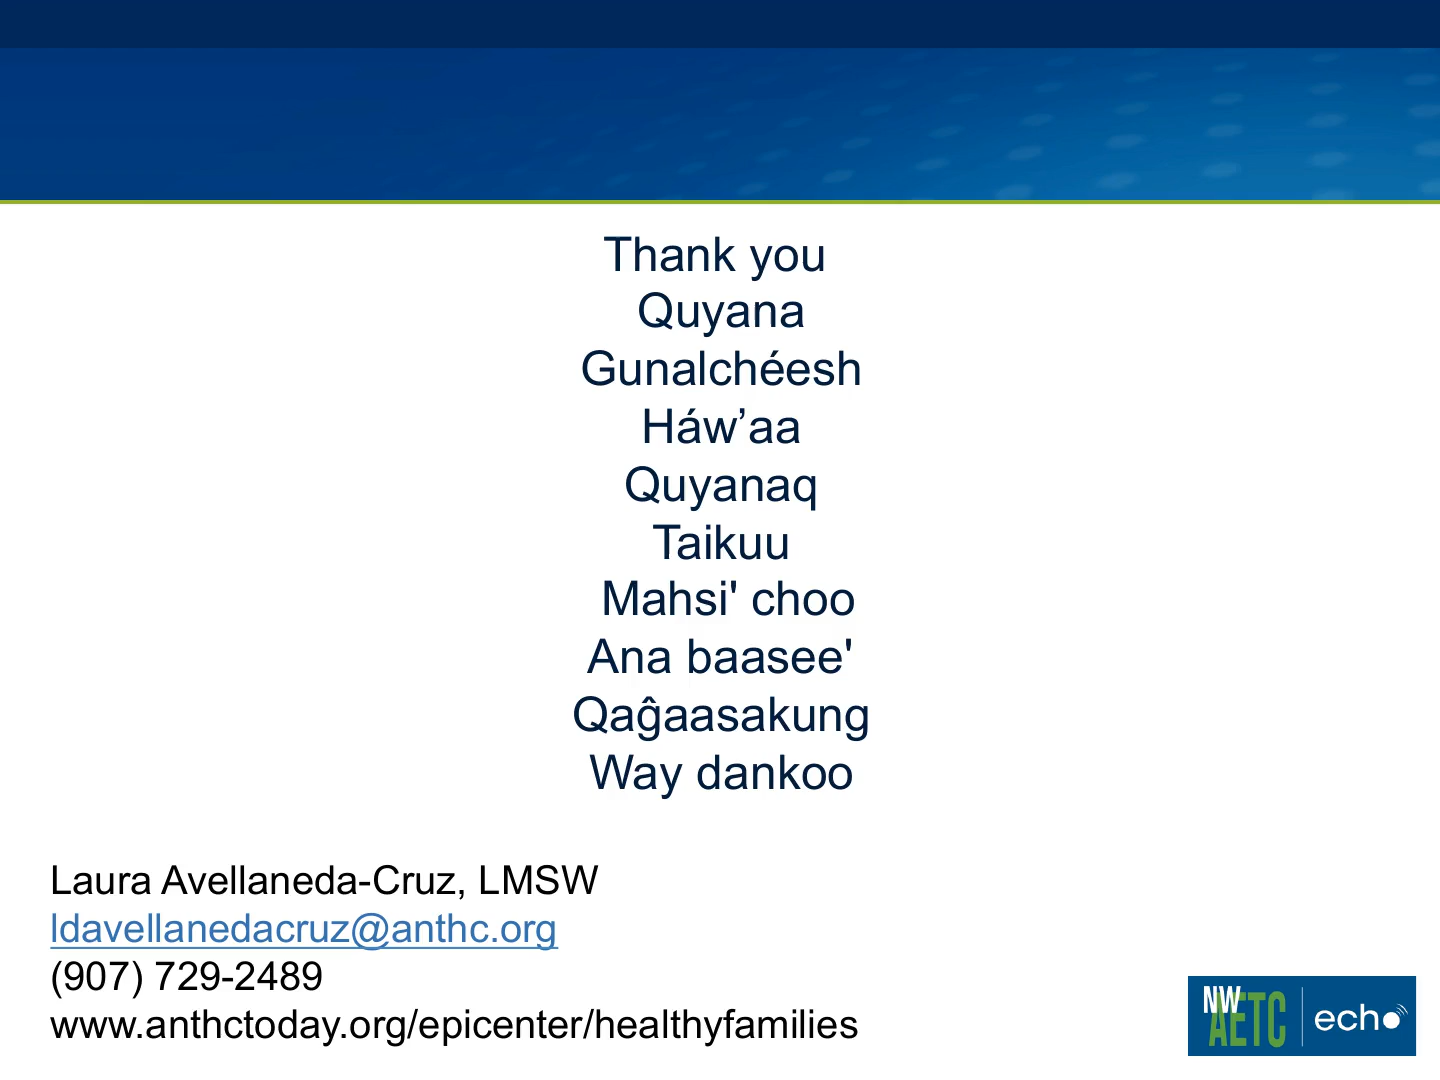 Thank you
Quyana
Gunalchéesh
Háw’aa
Quyanaq
Taikuu
Mahsi' choo
Ana baasee'
Qaĝaasakung
Way dankoo
Laura Avellaneda-Cruz, LMSW
ldavellanedacruz@anthc.org
(907) 729-2489
www.anthctoday.org/epicenter/healthyfamilies
NW
AETC
echo